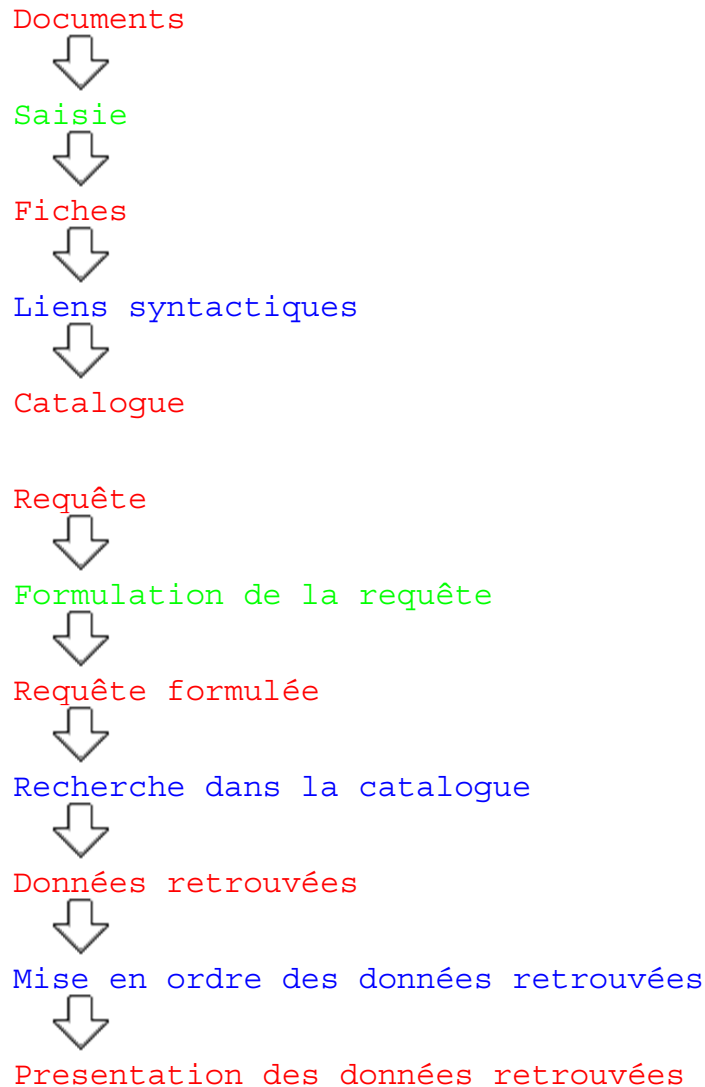 Documents
Saisie
Fiches
Liens syntactiques
Catalogue
Requête
Formulation de la requête
Requête formulée
Recherche dans la catalogue
Données retrouvées
Mise en ordre des données retrouvées
Presentation des données retrouvées